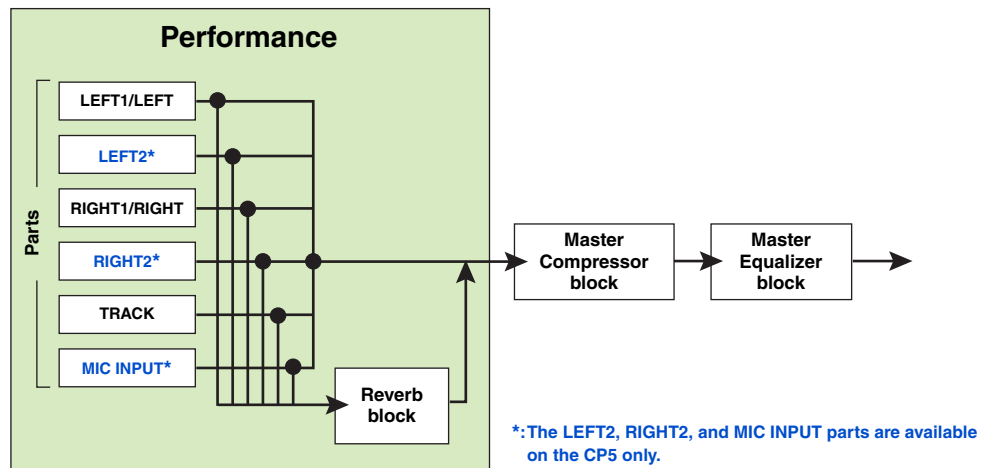 Performance
Parts
LEFT1/LEFT
LEFT2*
RIGHT1/RIGHT
RIGHT2*
TRACK
MIC INPUT*
Reverb
block
Master
Compressor
block
Master
Equalizer
block
*:The LEFT2, RIGHT2, and MIC INPUT parts are available
on the CP5 only.